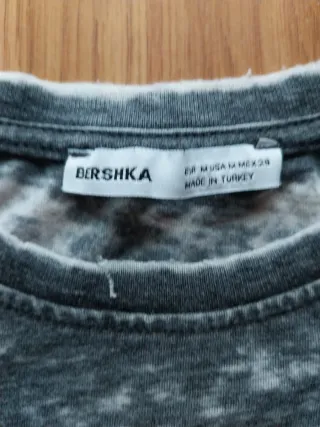 BERSHKA
EUR M USA M MEX 28
MADE IN TURKEY